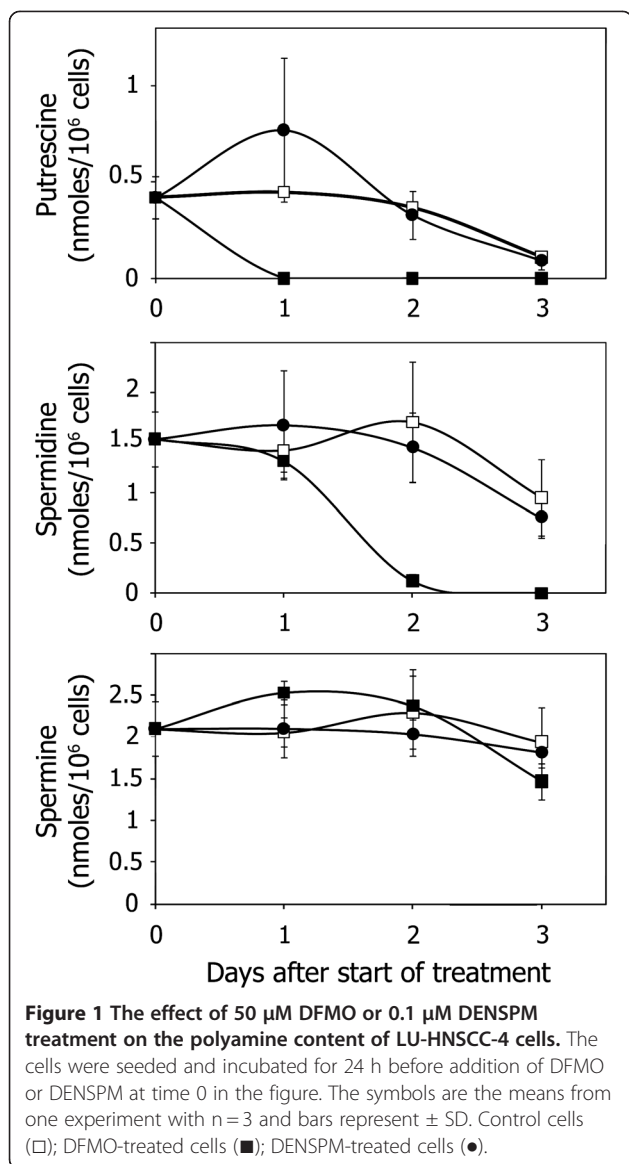 Putrescine
(nmoles/10⁶ cells)
1
0.5
0
0 1 2 3
Spermidine
(nmoles/10⁶ cells)
2
1.5
1
0.5
0
0 1 2 3
Spermine
(nmoles/10⁶ cells)
2.5
2
1.5
1
0.5
0
0 1 2 3
Days after start of treatment
Figure 1 The effect of 50 μM DFMO or 0.1 μM DENSPM
treatment on the polyamine content of LU-HNSCC-4 cells. The
cells were seeded and incubated for 24 h before addition of DFMO
or DENSPM at time 0 in the figure. The symbols are the means from
one experiment with n = 3 and bars represent ± SD. Control cells
(□); DFMO-treated cells (■); DENSPM-treated cells (●).